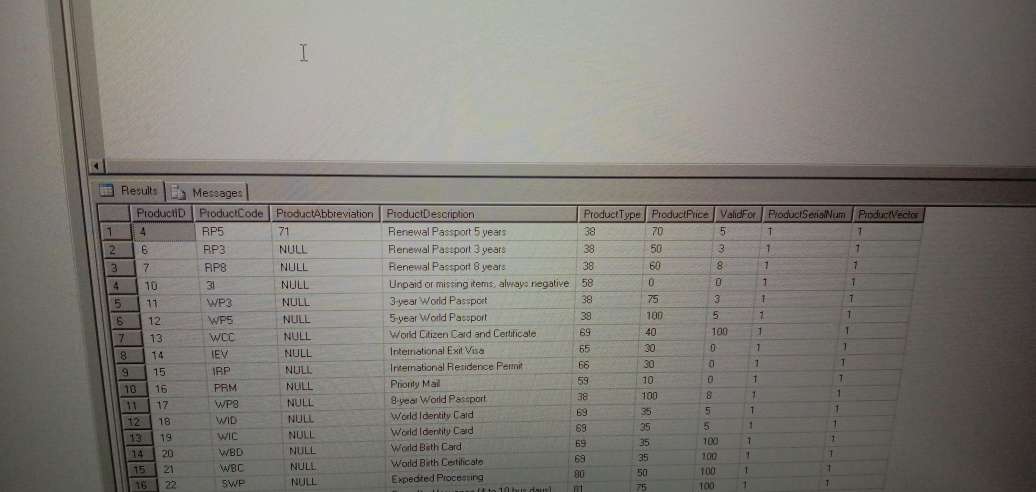 Results Messages
ProductID ProductCode ProductAbbreviation ProductDescription ProductType ProductPrice ValidFor ProductSerialNum ProductVector
1 4 RP5 71 Renewal Passport 5 years 38 70 5 1 1
2 6 RP3 NULL Renewal Passport 3 years 38 50 3 1 1
3 7 RP8 NULL Renewal Passport 8 years 38 60 8 1 1
4 10 3I NULL Unpaid or missing items, always negative 58 0 0 1 1
5 11 WP3 NULL 3-year World Passport 38 75 3 1 1
6 12 WP5 NULL 5-year World Passport 38 100 5 1 1
7 13 WCC NULL World Citizen Card and Certificate 69 40 100 1 1
8 14 IEV NULL International Exit Visa 65 30 0 1 1
9 15 IRP NULL International Residence Permit 66 30 0 1 1
10 16 PRM NULL Priority Mail 59 10 0 1 1
11 17 WP8 NULL 8-year World Passport 38 100 8 1 1
12 18 WID NULL World Identity Card 69 35 5 1 1
13 19 WIC NULL World Identity Card 69 35 5 1 1
14 20 WBD NULL World Birth Card 69 35 100 1 1
15 21 WBC NULL World Birth Certificate 69 35 100 1 1
16 22 SWP NULL Expedited Processing 80 50 100 1 1
81 75 100 1 1